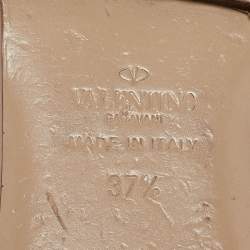 VALENTINO
GARAVANI
MADE IN ITALY
37½